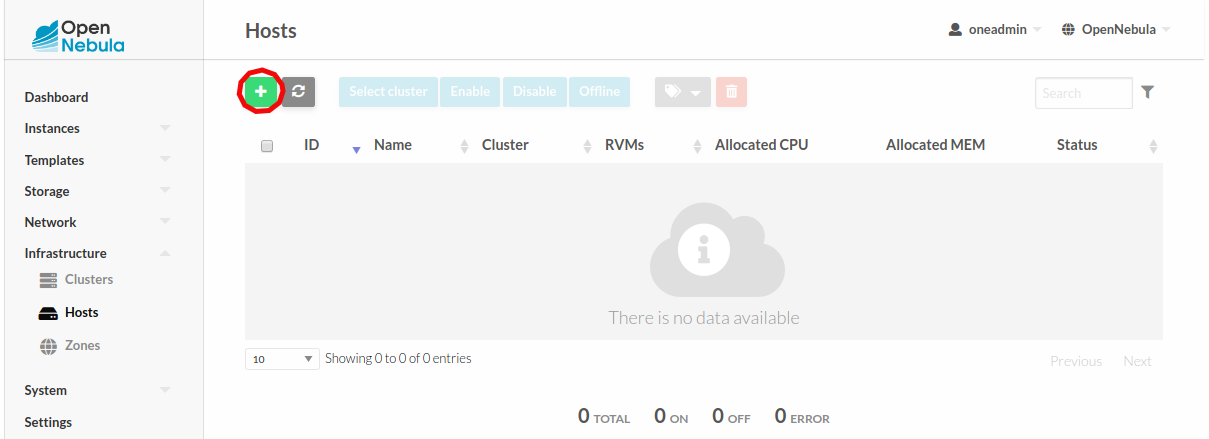 Open
Nebula
Hosts
oneadmin
OpenNebula
Dashboard
Instances
Templates
Storage
Network
Infrastructure
Clusters
Hosts
Zones
System
Settings
Select cluster Enable Disable Offline
Search
ID Name Cluster RVMs Allocated CPU Allocated MEM Status
There is no data available
10 Showing 0 to 0 of 0 entries
Previous Next
0 TOTAL 0 ON 0 OFF 0 ERROR